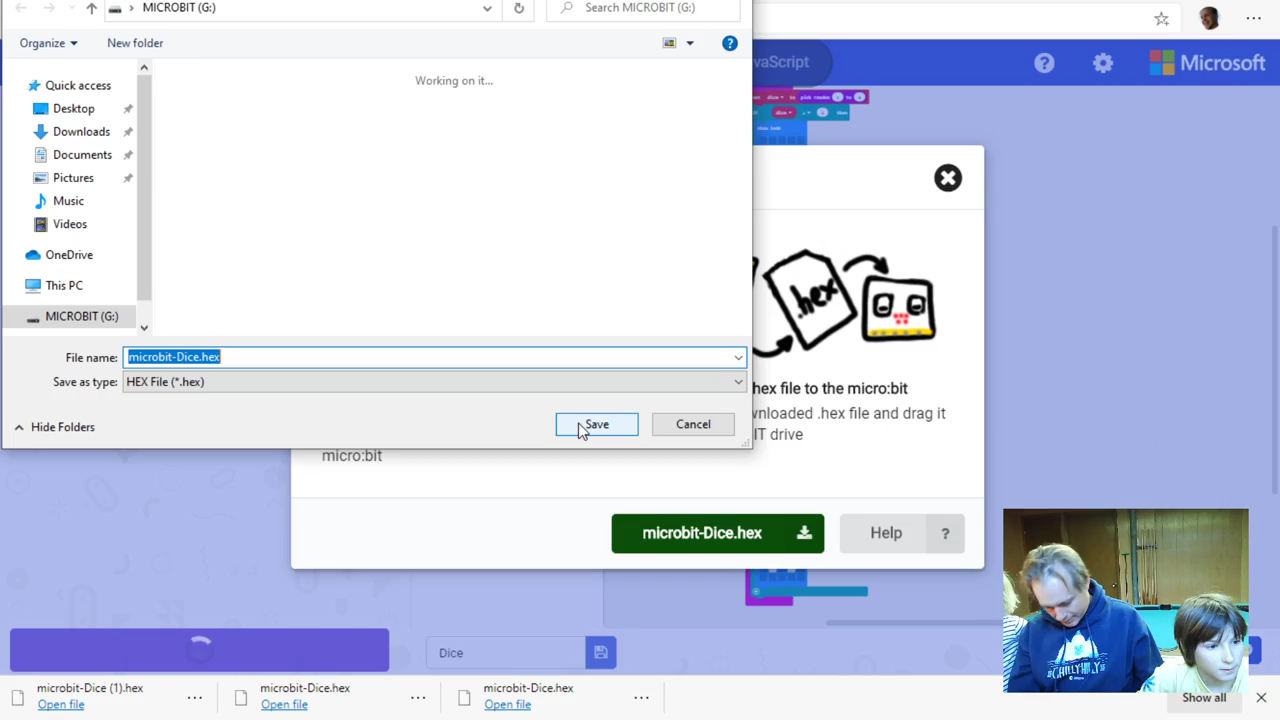 MICROBIT (G:)
Search MICROBIT (G:)
Organize
New folder
Working on it...
Quick access
Desktop
Downloads
Documents
Pictures
Music
Videos
OneDrive
This PC
MICROBIT (G:)
File name: microbit-Dice.hex
Save as type: HEX File (*.hex)
Hide Folders
Save
Cancel
vaScript
?
Microsoft
.hex
hex file to the micro:bit
wnloaded .hex file and drag it
IT drive
micro:bit
microbit-Dice.hex
Help ?
Dice
microbit-Dice (1).hex
Open file
microbit-Dice.hex
Open file
microbit-Dice.hex
Open file
Show all